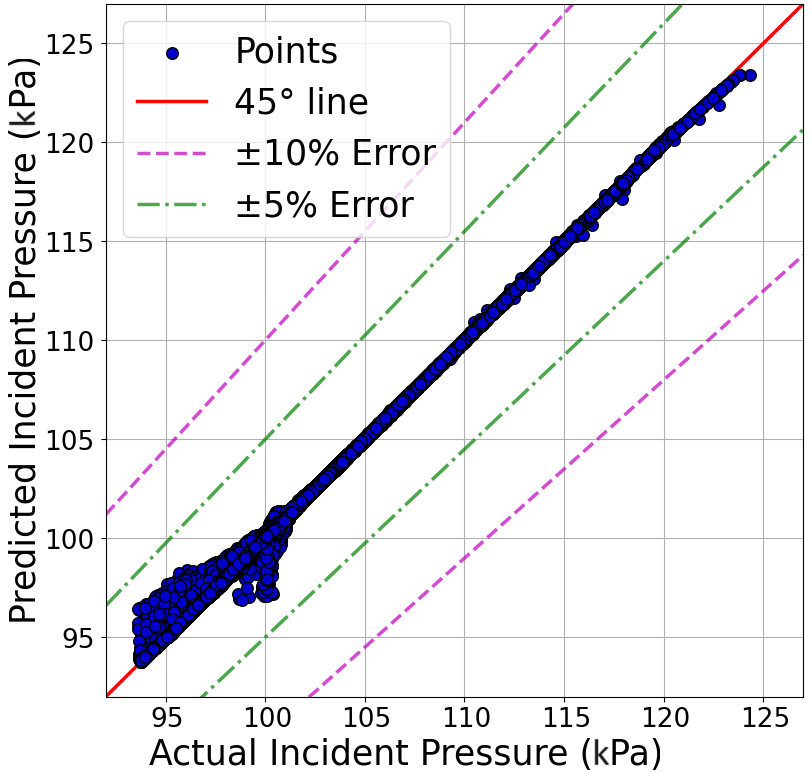 Points
45° line
±10% Error
±5% Error
Predicted Incident Pressure (kPa)
125
120
115
110
105
100
95
95 100 105 110 115 120 125
Actual Incident Pressure (kPa)